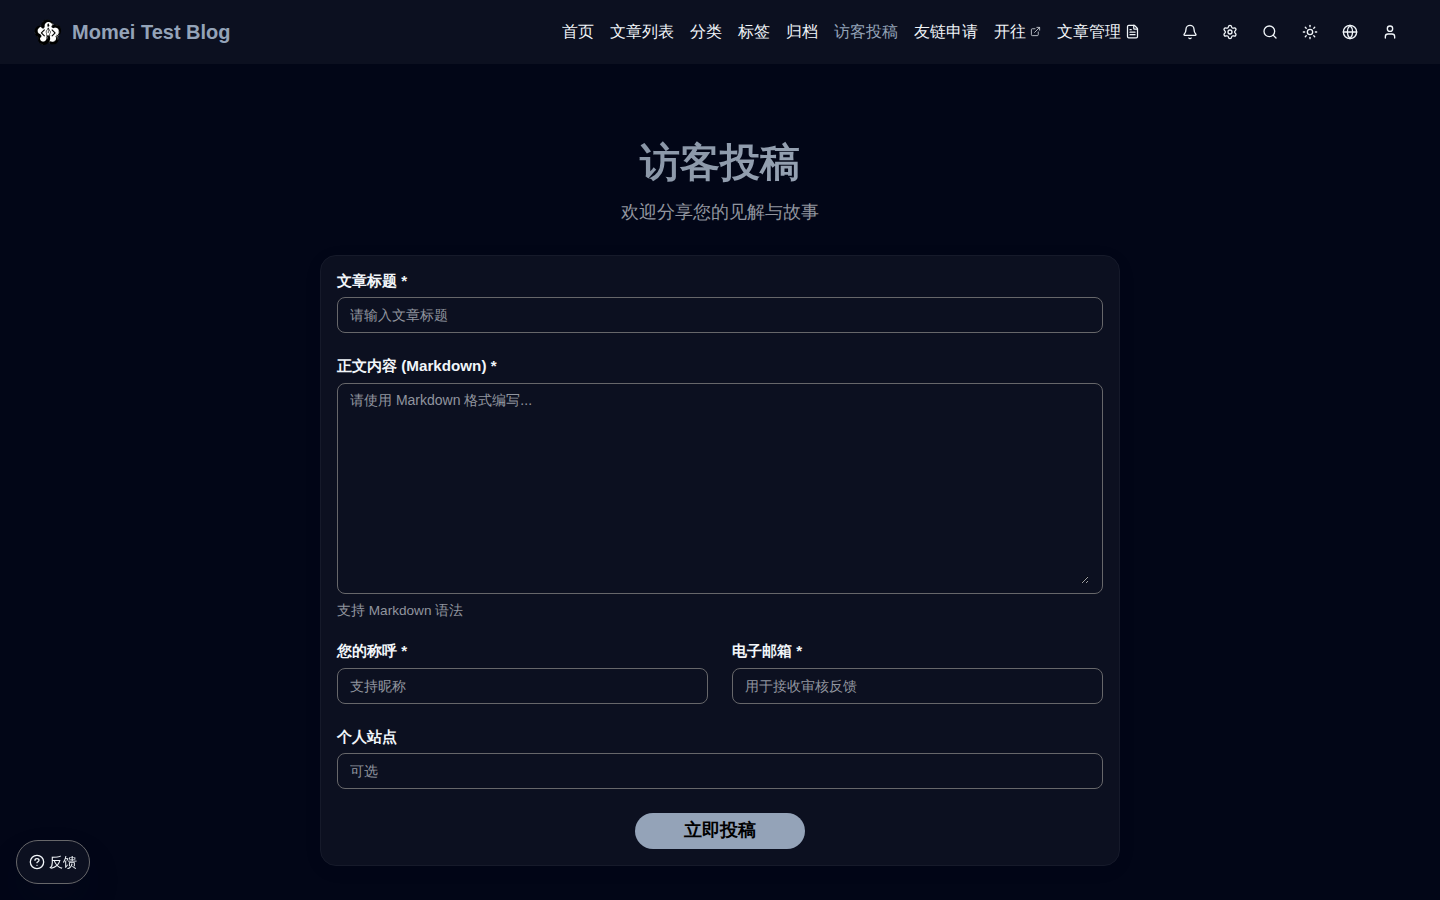 Momei Test Blog
首页 文章列表 分类 标签 归档 访客投稿 友链申请 开往 文章管理
访客投稿
欢迎分享您的见解与故事
文章标题 *
请输入文章标题
正文内容 (Markdown) *
请使用 Markdown 格式编写...
支持 Markdown 语法
您的称呼 *
支持昵称
电子邮箱 *
用于接收审核反馈
个人站点
可选
立即投稿
反馈